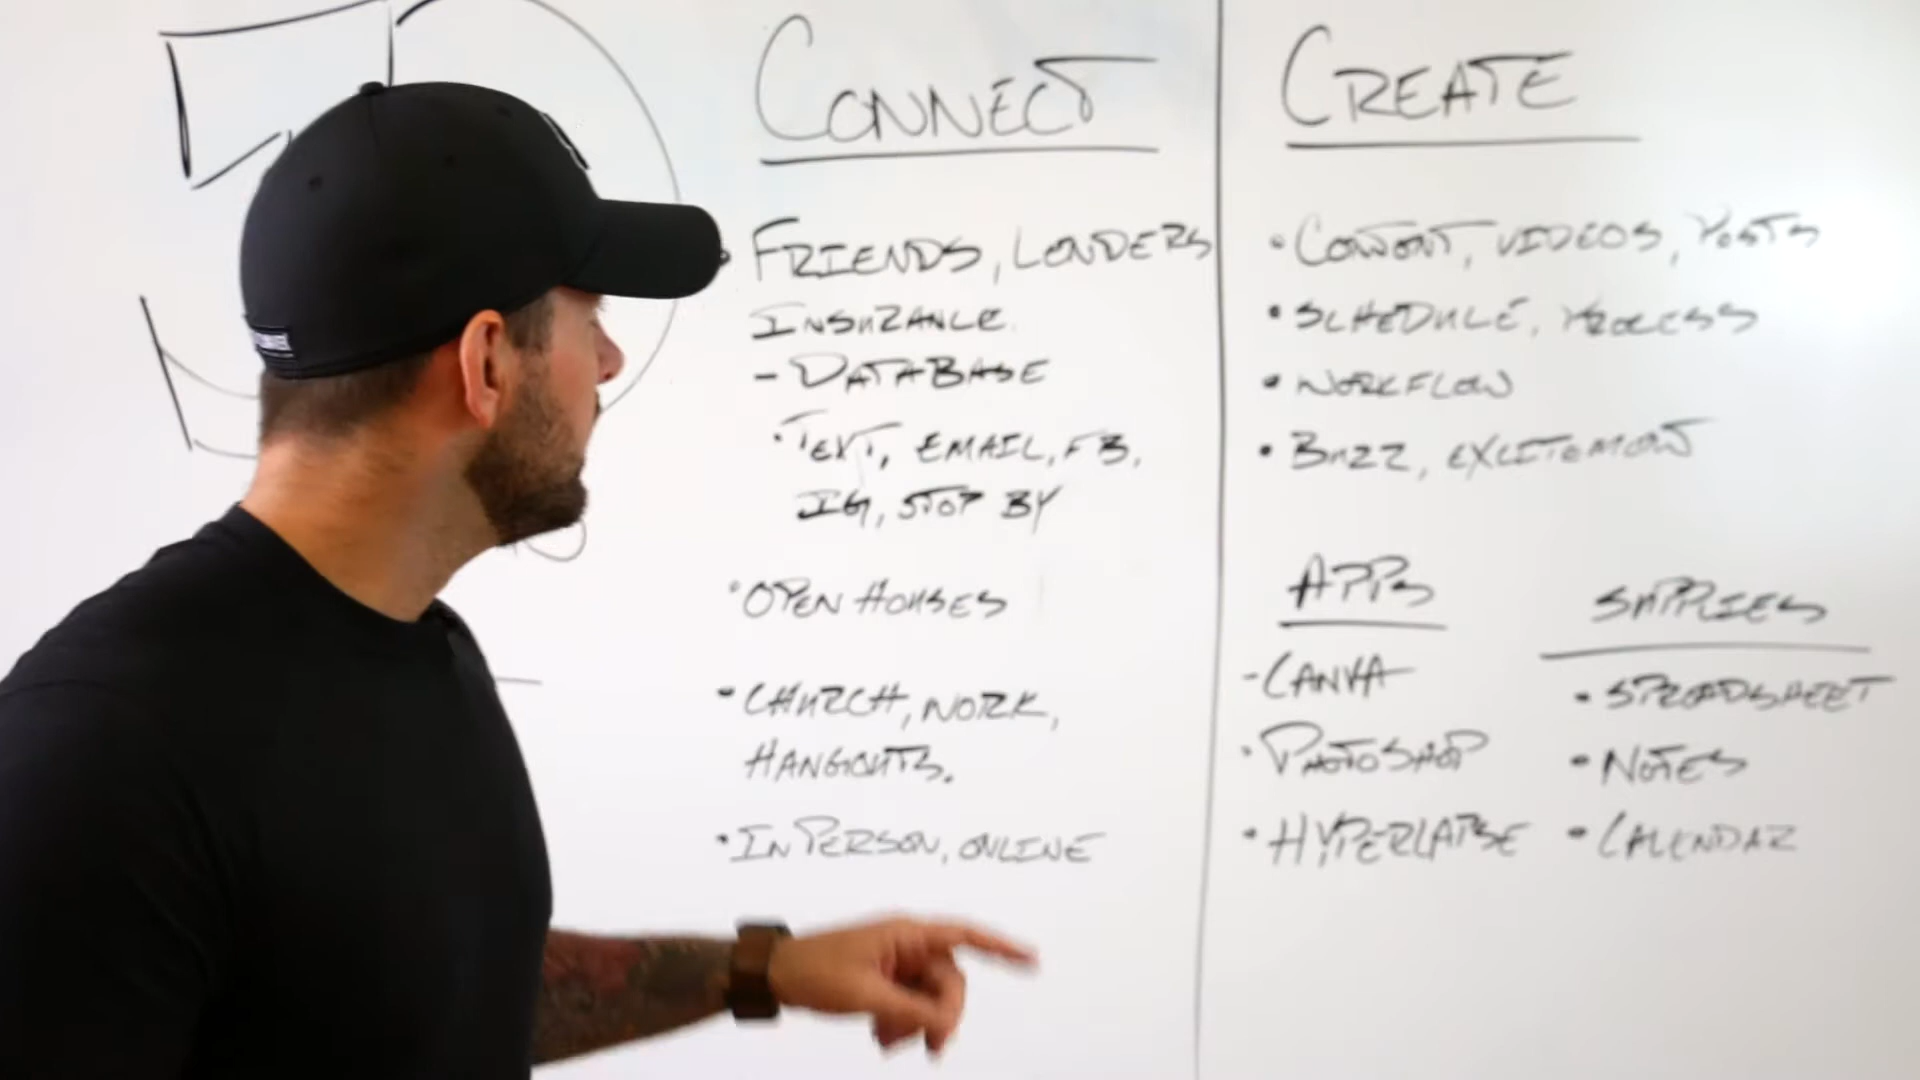 CONNECT
FRIENDS, LENDERS
INSURANCE
- DATABASE
• TEXT, EMAIL, FB,
IG, STOP BY
• OPEN HOUSES
• CHURCH, WORK,
HANGOUTS.
• IN PERSON, ONLINE
CREATE
• CONTENT, VIDEOS, POSTS
• SCHEDULE, PROCESS
• WORKFLOW
• BUZZ, EXCITEMENT
APPS
- CANVA
• PHOTOSHOP
• HYPERLAPSE
SUPPLIES
• SPREADSHEET
• NOTES
• CALENDAR